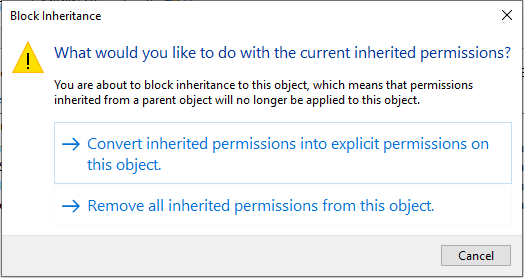 Block Inheritance
What would you like to do with the current inherited permissions?
You are about to block inheritance to this object, which means that permissions
inherited from a parent object will no longer be applied to this object.
Convert inherited permissions into explicit permissions on
this object.
Remove all inherited permissions from this object.
Cancel